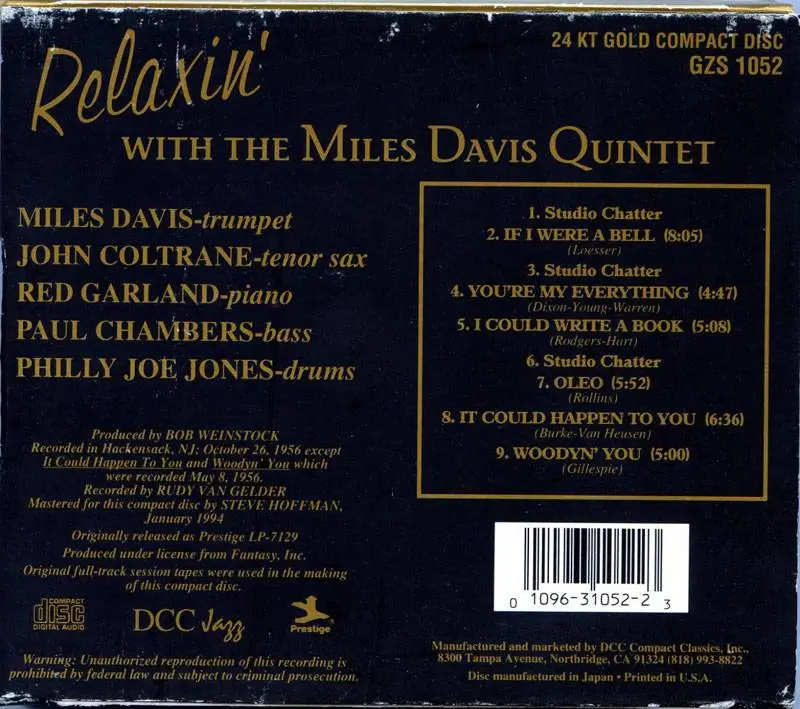 Relaxin'
24 KT GOLD COMPACT DISC
GZS 1052
WITH THE MILES DAVIS QUINTET
MILES DAVIS-trumpet
JOHN COLTRANE-tenor sax
RED GARLAND-piano
PAUL CHAMBERS-bass
PHILLY JOE JONES-drums
1. Studio Chatter
2. IF I WERE A BELL (8:05)
(Loesser)
3. Studio Chatter
4. YOU'RE MY EVERYTHING (4:47)
(Dixon-Young-Warren)
5. I COULD WRITE A BOOK (5:08)
(Rodgers-Hart)
6. Studio Chatter
7. OLEO (5:52)
(Rollins)
8. IT COULD HAPPEN TO YOU (6:36)
(Burke-Van Heusen)
9. WOODYN' YOU (5:00)
(Gillespie)
Produced by BOB WEINSTOCK
Recorded in Hackensack, NJ; October 26, 1956 except
It Could Happen To You and Woodyn' You which
were recorded May 8, 1956.
Recorded by RUDY VAN GELDER
Mastered for this compact disc by STEVE HOFFMAN,
January 1994
Originally released as Prestige LP-7129
Produced under license from Fantasy, Inc.
Original full-track session tapes were used in the making
of this compact disc.
COMPACT
disc
DIGITAL AUDIO
DCC Jazz
Prestige
Warning: Unauthorized reproduction of this recording is
prohibited by federal law and subject to criminal prosecution.
0 1096-31052-2 3
Manufactured and marketed by DCC Compact Classics, Inc.,
8300 Tampa Avenue, Northridge, CA 91324 (818) 993-8822
Disc manufactured in Japan • Printed in U.S.A.